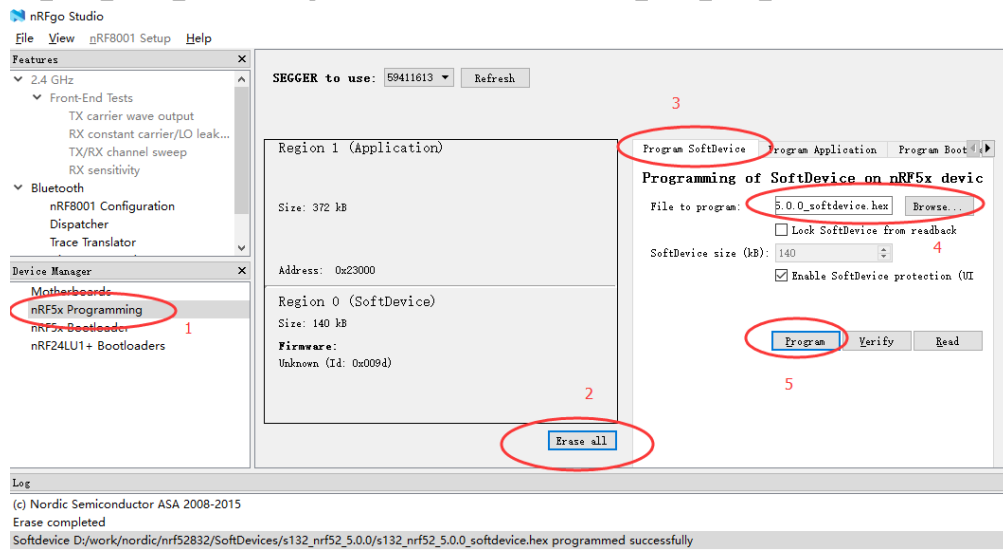 nRFgo Studio
File View nRF8001 Setup Help
Features
2.4 GHz
Front-End Tests
TX carrier wave output
RX constant carrier/LO leak...
TX/RX channel sweep
RX sensitivity
Bluetooth
nRF8001 Configuration
Dispatcher
Trace Translator
Device Manager
Motherboards
nRF5x Programming
1
nRF5x Bootloader
nRF24LU1+ Bootloaders
SEGGER to use: 59411613 Refresh
Region 1 (Application)
Size: 372 kB
Address: 0x23000
Region 0 (SoftDevice)
Size: 140 kB
Firmware:
Unknown (Id: 0x009d)
2
Erase all
3
Program SoftDevice Program Application Program Boot
Programming of SoftDevice on nRF5x devic
File to program: 5.0.0_softdevice.hex Browse...
Lock SoftDevice from readback
4
SoftDevice size (kB): 140
Enable SoftDevice protection (UI
Program Verify Read
5
Log
(c) Nordic Semiconductor ASA 2008-2015
Erase completed
Softdevice D:/work/nordic/nrf52832/SoftDevices/s132_nrf52_5.0.0/s132_nrf52_5.0.0_softdevice.hex programmed successfully